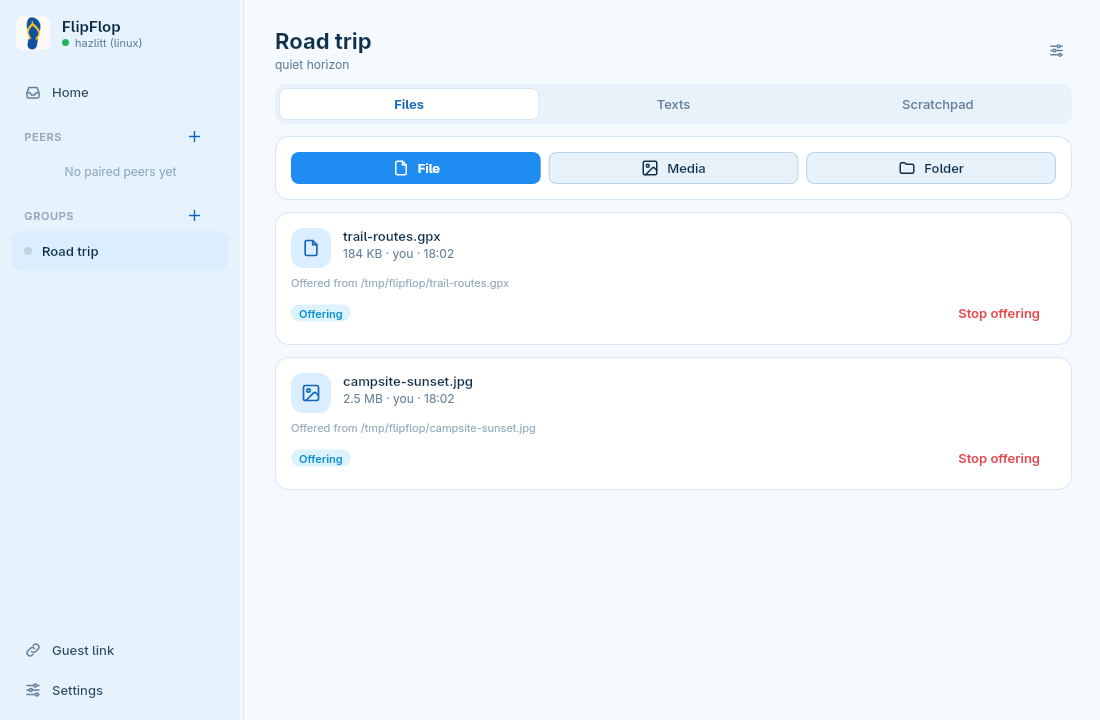 FlipFlop
hazlitt (linux)
Home
PEERS
No paired peers yet
GROUPS
Road trip
Guest link
Settings
Road trip
quiet horizon
Files
Texts
Scratchpad
File
Media
Folder
trail-routes.gpx
184 KB · you · 18:02
Offered from /tmp/flipflop/trail-routes.gpx
Offering
Stop offering
campsite-sunset.jpg
2.5 MB · you · 18:02
Offered from /tmp/flipflop/campsite-sunset.jpg
Offering
Stop offering